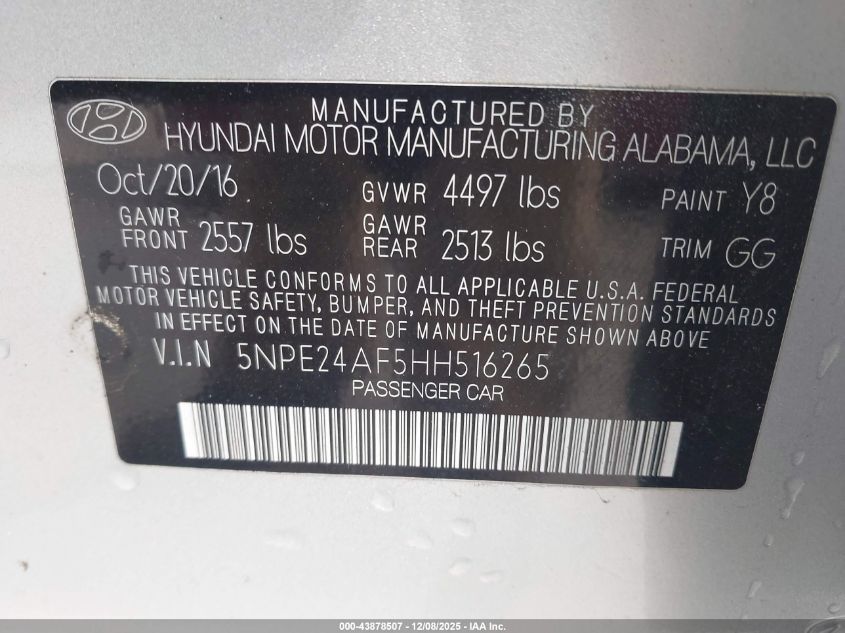 MANUFACTURED BY
HYUNDAI MOTOR MANUFACTURING ALABAMA, LLC
Oct/20/16 GVWR 4497 lbs PAINT Y8
GAWR FRONT 2557 lbs GAWR REAR 2513 lbs TRIM GG
THIS VEHICLE CONFORMS TO ALL APPLICABLE U.S.A. FEDERAL
MOTOR VEHICLE SAFETY, BUMPER, AND THEFT PREVENTION STANDARDS
IN EFFECT ON THE DATE OF MANUFACTURE SHOWN ABOVE
V.I.N 5NPE24AF5HH516265
PASSENGER CAR
000-43878507 - 12/08/2025 - IAA Inc.